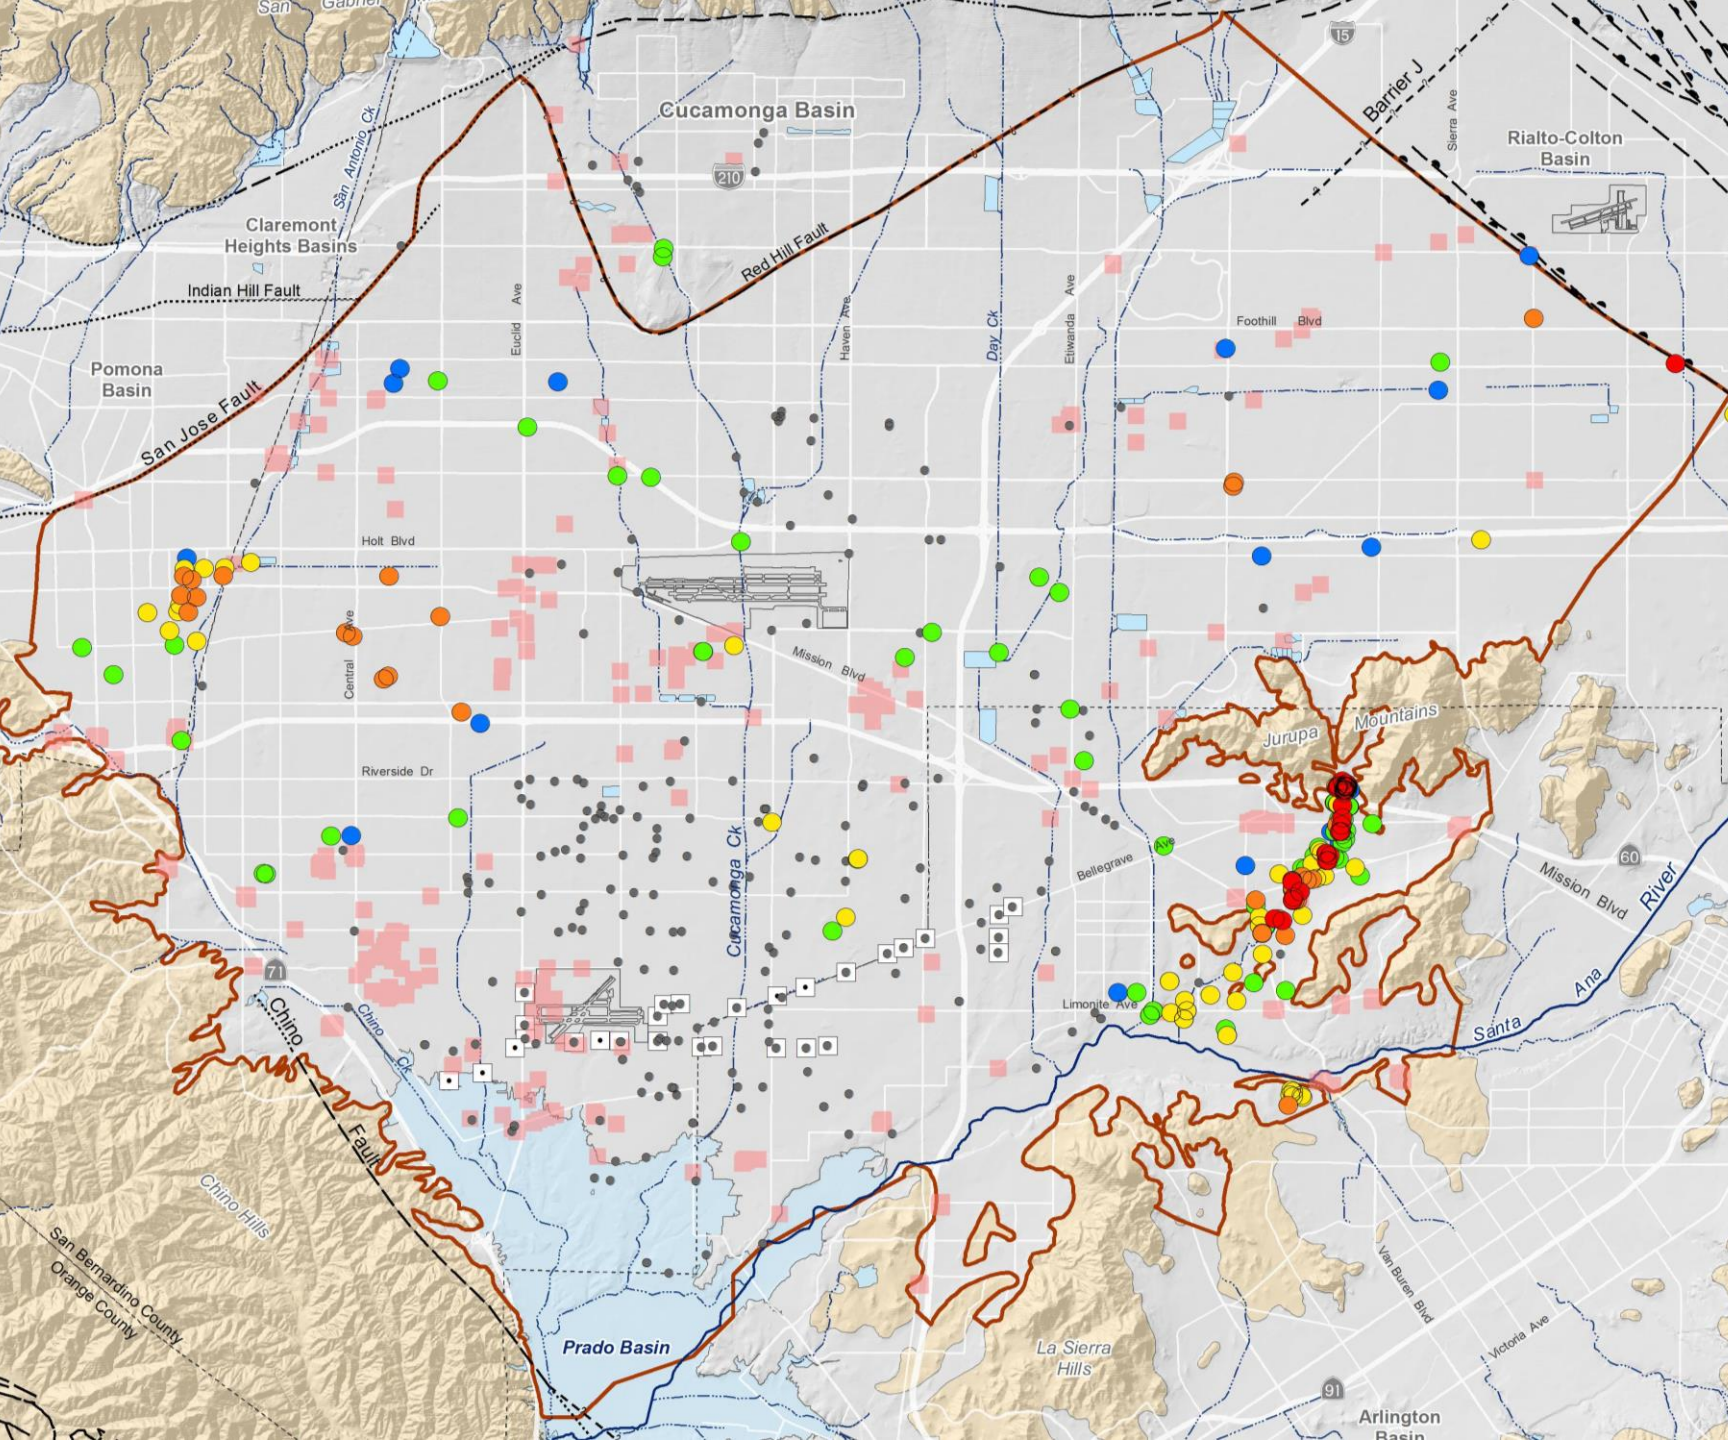 San Gabriel
15
Cucamonga Basin
Barrier J
Sierra Ave
Rialto-Colton
Basin
San Antonio Ck
210
Claremont
Heights Basins
Red Hill Fault
Indian Hill Fault
Euclid Ave
Haven Ave
Day Ck
Etiwanda Ave
Foothill Blvd
Pomona
Basin
San Jose Fault
Holt Blvd
Central Ave
Mission Blvd
Jurupa Mountains
Riverside Dr
Cucamonga Ck
Bellegrave Ave
60
Mission Blvd
Santa Ana River
71
Chino Fault
Chino Ck
Limonite Ave
Chino Hills
San Bernardino County
Orange County
Van Buren Blvd
Victoria Ave
Prado Basin
La Sierra
Hills
91
Arlington
Basin